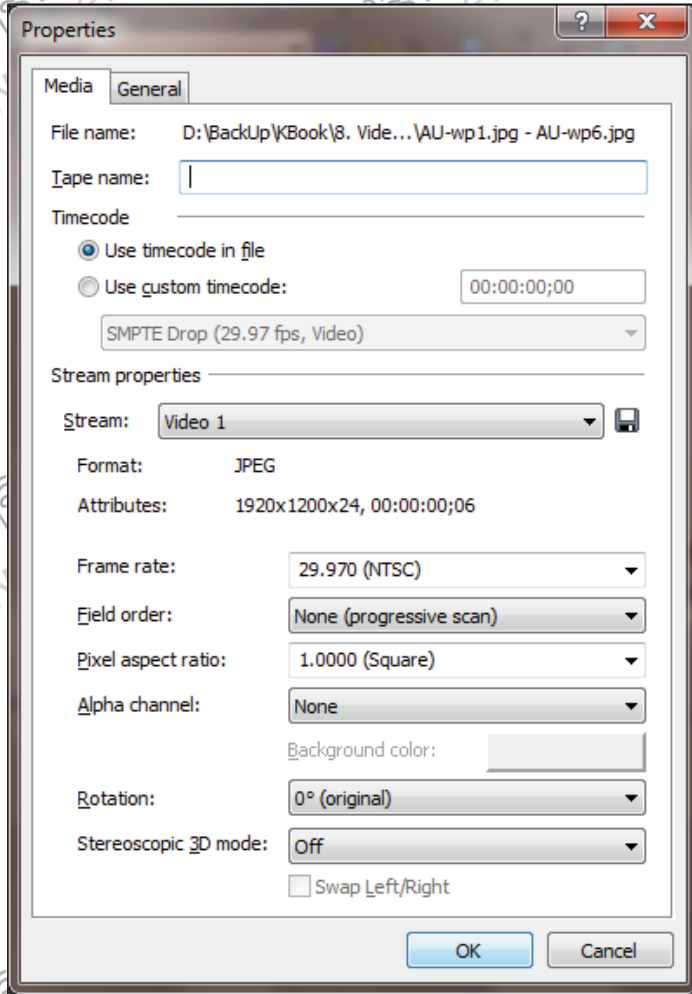 Properties
Media General
File name: D:\BackUp\KBook\8. Vide...\AU-wp1.jpg - AU-wp6.jpg
Tape name:
Timecode
Use timecode in file
Use custom timecode: 00:00:00;00
SMPTE Drop (29.97 fps, Video)
Stream properties
Stream: Video 1
Format: JPEG
Attributes: 1920x1200x24, 00:00:00;06
Frame rate: 29.970 (NTSC)
Field order: None (progressive scan)
Pixel aspect ratio: 1.0000 (Square)
Alpha channel: None
Background color:
Rotation: 0° (original)
Stereoscopic 3D mode: Off
Swap Left/Right
OK Cancel